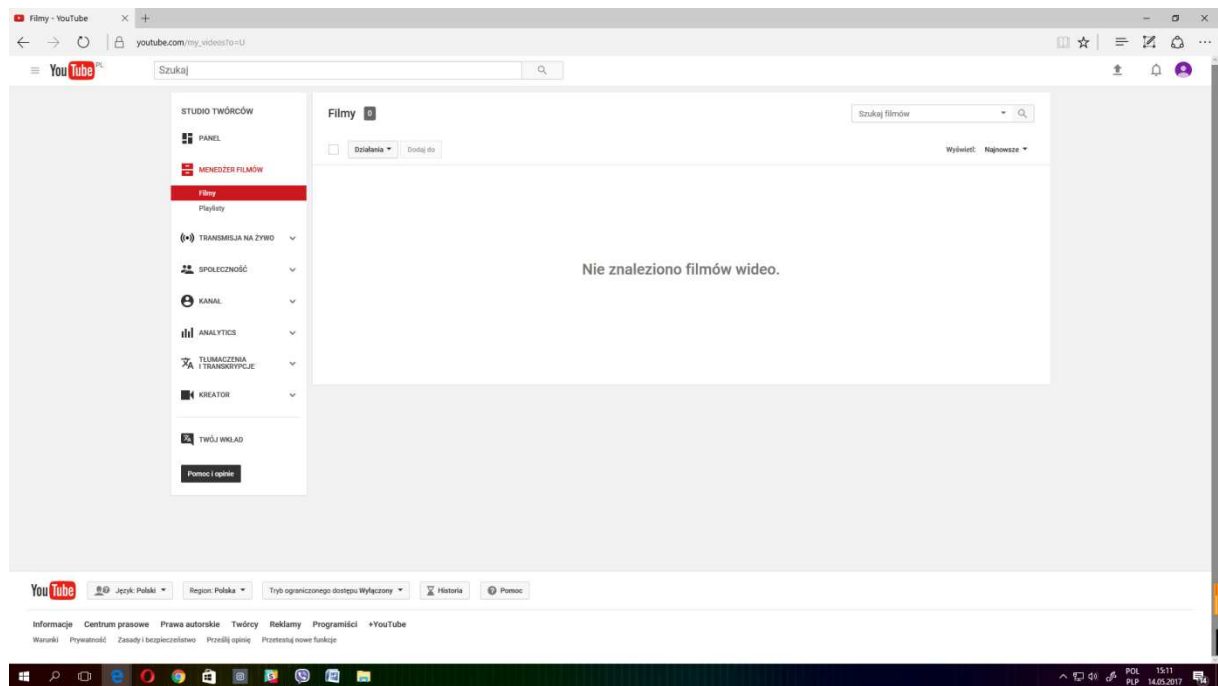 Filmy - YouTube
youtube.com/my_videos?o=U
YouTube PL
Szukaj
STUDIO TWÓRCÓW
PANEL
MENEDŻER FILMÓW
Filmy
Playlisty
TRANSMISJA NA ŻYWO
SPOŁECZNOŚĆ
KANAŁ
ANALYTICS
TŁUMACZENIA
I TRANSKRYPCJE
KREATOR
TWÓJ WKŁAD
Pomoc i opinie
Filmy 0
Szukaj filmów
Działania Dodaj do
Wyświetl: Najnowsze
Nie znaleziono filmów wideo.
YouTube Język: Polski Region: Polska Tryb ograniczonego dostępu Wyłączony Historia Pomoc
Informacje Centrum prasowe Prawa autorskie Twórcy Reklamy Programiści +YouTube
Warunki Prywatność Zasady i bezpieczeństwo Prześlij opinię Przetestuj nowe funkcje
POL 15:11
PLP 14.05.2017